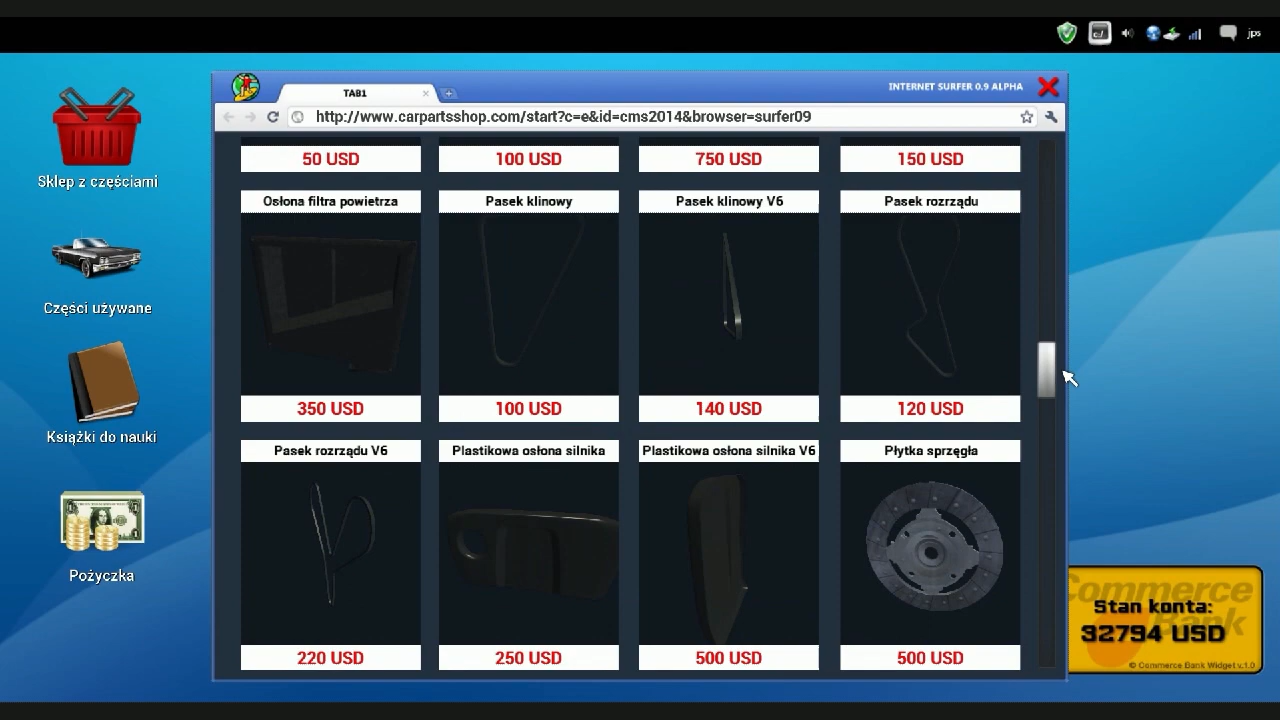 jps
TAB1
INTERNET SURFER 0.9 ALPHA
http://www.carpartsshop.com/start?c=e&id=cms2014&browser=surfer09
50 USD
100 USD
750 USD
150 USD
Osłona filtra powietrza
Pasek klinowy
Pasek klinowy V6
Pasek rozrządu
350 USD
100 USD
140 USD
120 USD
Pasek rozrządu V6
Plastikowa osłona silnika
Plastikowa osłona silnika V6
Płytka sprzęgła
220 USD
250 USD
500 USD
500 USD
Sklep z częściami
Części używane
Książki do nauki
Pożyczka
Commerce
Bank
Stan konta:
32794 USD
© Commerce Bank Widget v.1.0